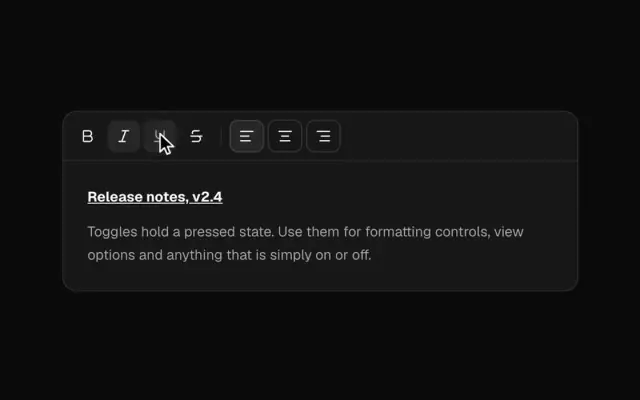 B I U S
Release notes, v2.4
Toggles hold a pressed state. Use them for formatting controls, view
options and anything that is simply on or off.